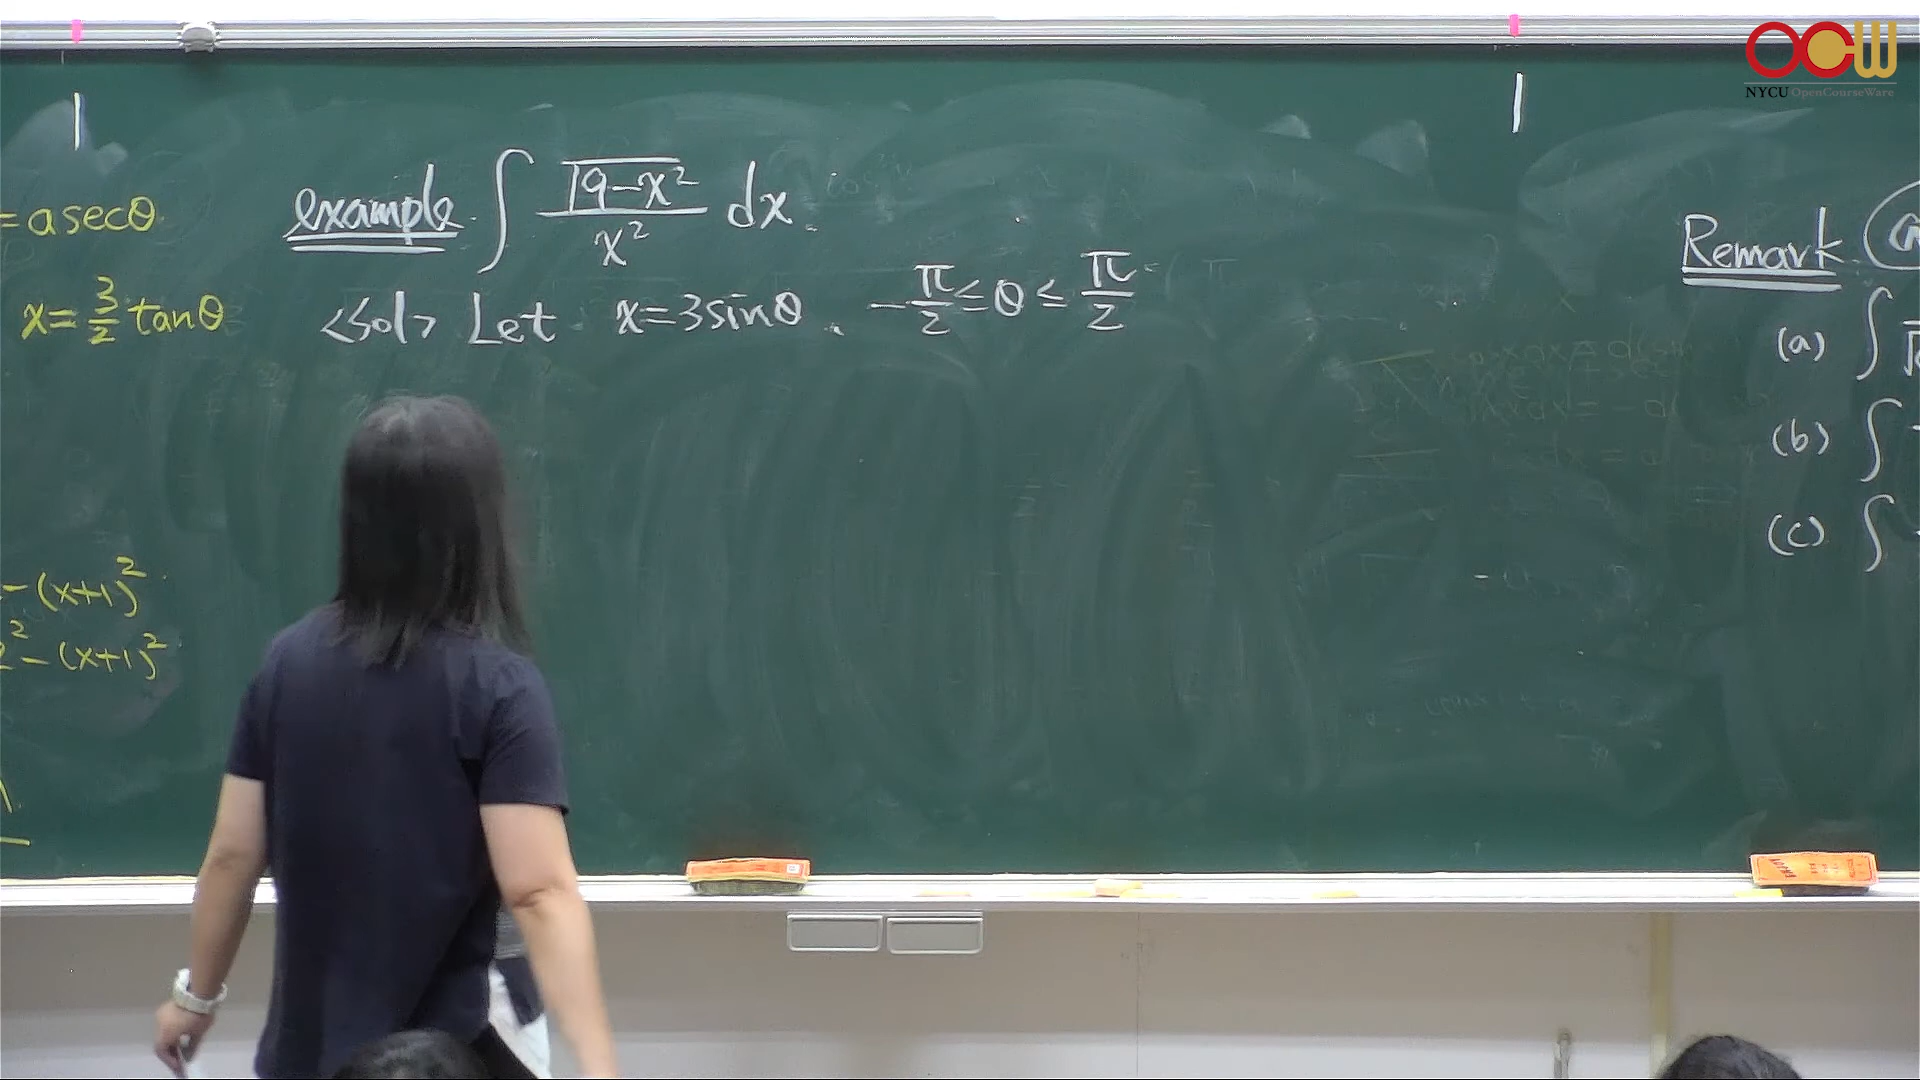 OCW
NYCU OpenCourseWare
= a secθ
x = 3/2 tanθ
- (x+1)²
2² - (x+1)²
example. ∫ √(9-x²) / x² dx.
<sol> Let x = 3sinθ, -π/2 ≤ θ ≤ π/2
Remark.
(a) ∫
(b) ∫
(c) ∫